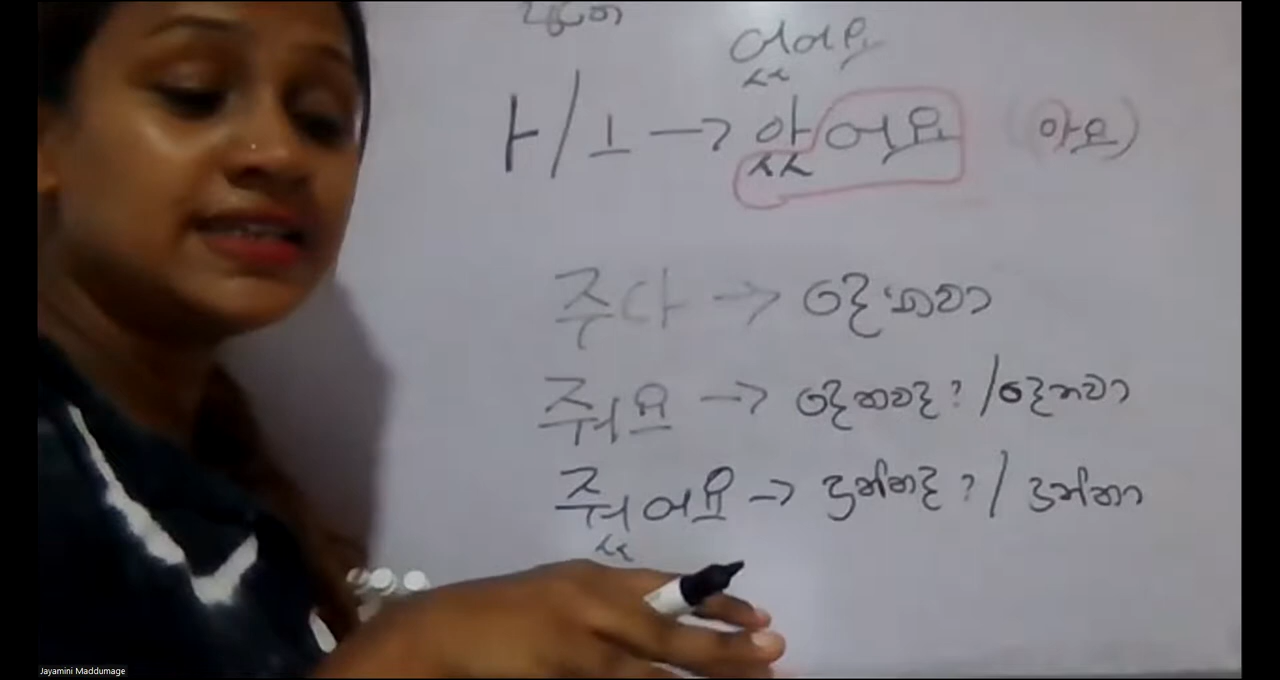 았어요
ㅏ/ㅗ → 았어요 (아요)
주다 → දෙනවා
줘요 → දෙනවද? / දෙනවා
줬어요 → දුන්නද? / දුන්නා
Jayamini Maddumage